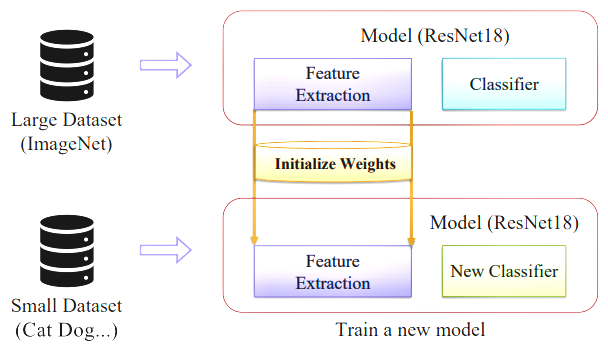 Model (ResNet18)
Feature
Extraction
Classifier
Large Dataset
(ImageNet)
Initialize Weights
Model (ResNet18)
Feature
Extraction
New Classifier
Small Dataset
(Cat Dog...)
Train a new model